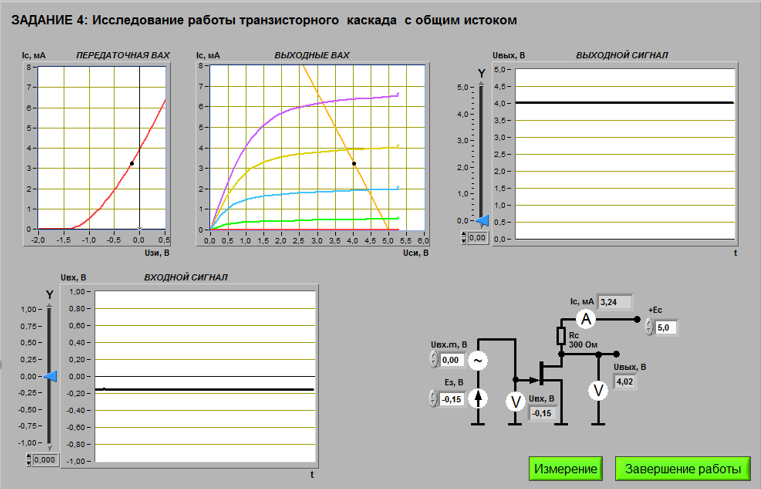 ЗАДАНИЕ 4: Исследование работы транзисторного каскада с общим истоком
Ic, мА ПЕРЕДАТОЧНАЯ ВАХ
8
7
6
5
4
3
2
1
0
-2,0 -1,5 -1,0 -0,5 0,0 0,5
Uзи, В
Ic, мА ВЫХОДНЫЕ ВАХ
8
7
6
5
4
3
2
1
0
0,0 0,5 1,0 1,5 2,0 2,5 3,0 3,5 4,0 4,5 5,0 5,5 6,0
Uси, В
Uвых, В ВЫХОДНОЙ СИГНАЛ
Y
5,0
4,0
3,0
2,0
1,0
0,0
0,00
5,0
4,5
4,0
3,5
3,0
2,5
2,0
1,5
1,0
0,5
0,0
t
Uвх, В ВХОДНОЙ СИГНАЛ
Y
1,00
0,75
0,50
0,25
0,00
-0,25
-0,50
-0,75
-1,00
0,000
1,00
0,80
0,60
0,40
0,20
0,00
-0,20
-0,40
-0,60
-0,80
-1,00
t
Ic, мА 3,24
+Ec
5,0
A
Rc
300 Ом
Uвх.m, В
0,00
~
Uвых, В
4,02
Eз, В
-0,15
V
Uвх, В
-0,15
V
Измерение Завершение работы